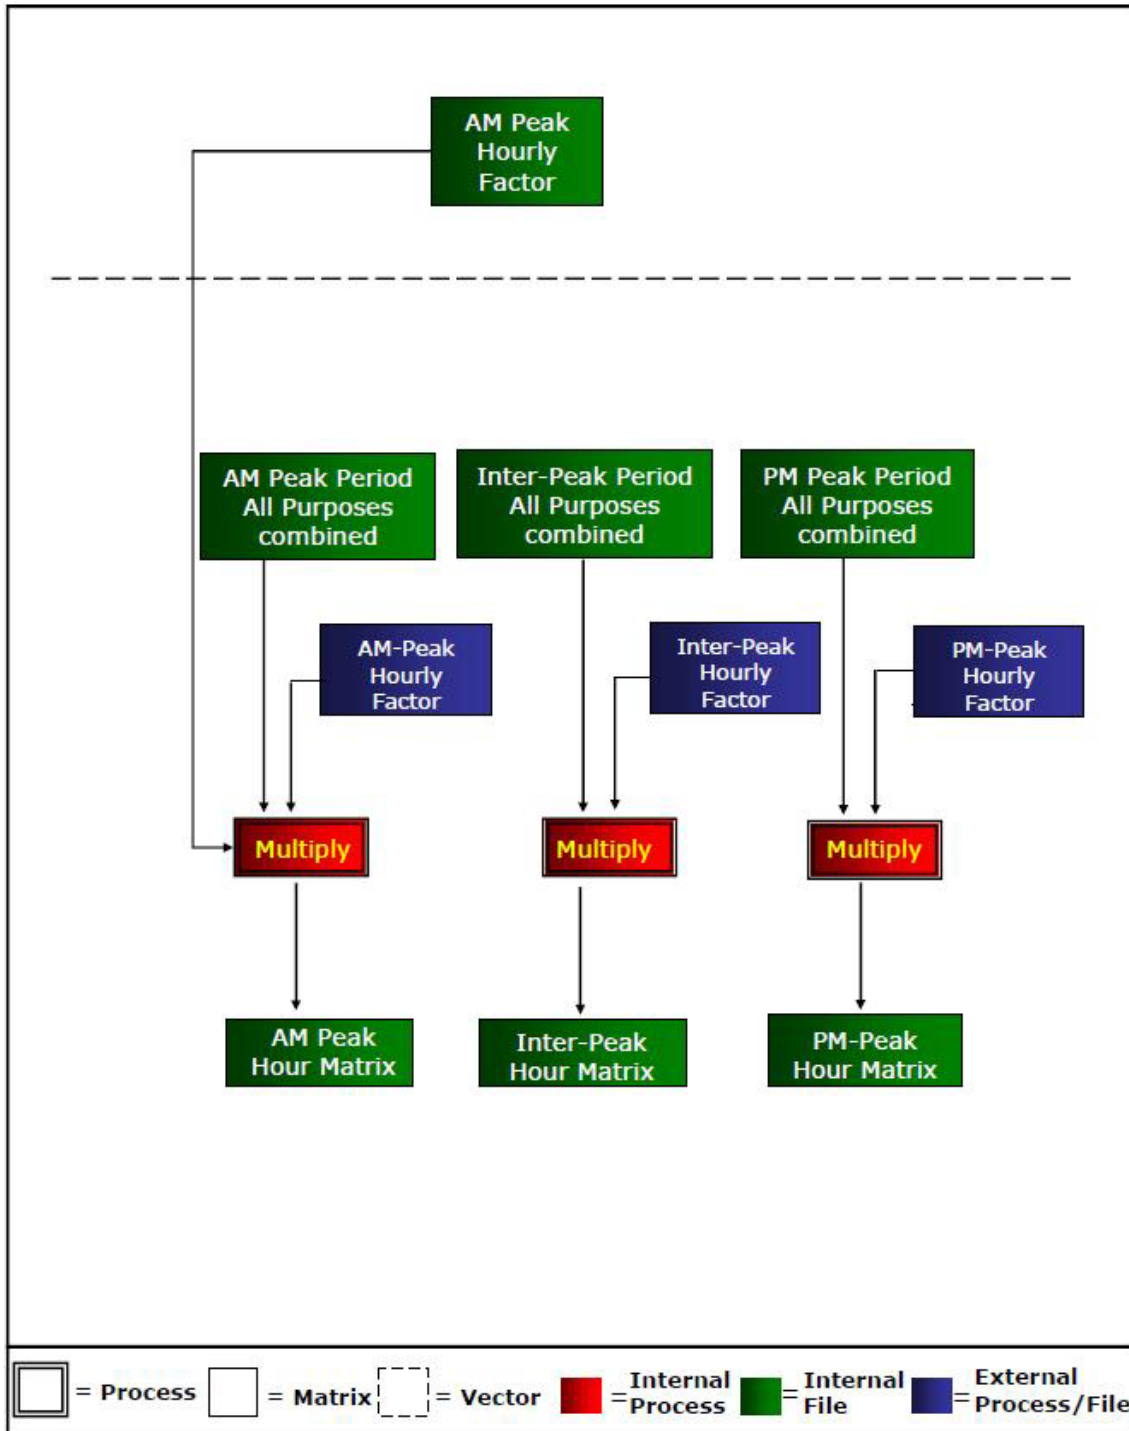 AM Peak
Hourly
Factor
AM Peak Period
All Purposes
combined
Inter-Peak Period
All Purposes
combined
PM Peak Period
All Purposes
combined
AM-Peak
Hourly
Factor
Inter-Peak
Hourly
Factor
PM-Peak
Hourly
Factor
Multiply
Multiply
Multiply
AM Peak
Hour Matrix
Inter-Peak
Hour Matrix
PM-Peak
Hour Matrix
= Process
= Matrix
= Vector
= Internal
Process
= Internal
File
= External
Process/File